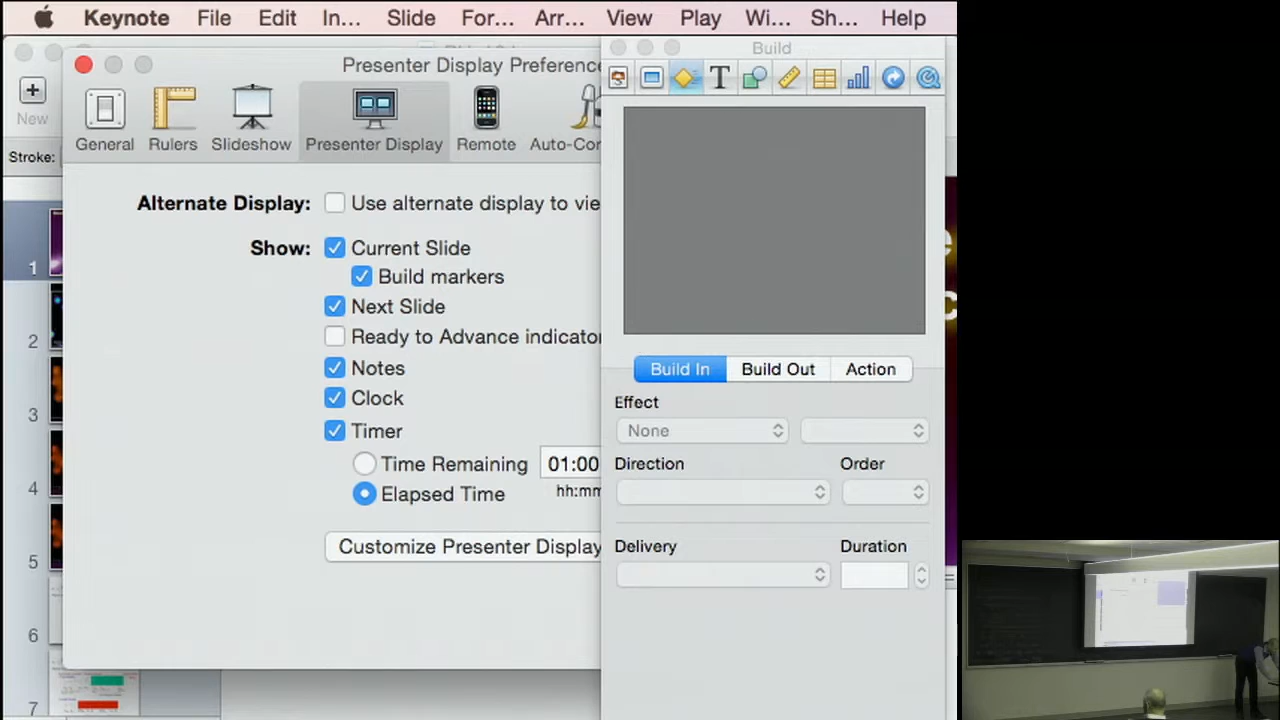 Keynote File Edit In... Slide For... Arr... View Play Wi... Sh... Help
Presenter Display Preference
Build
New
General Rulers Slideshow Presenter Display Remote Auto-Cor
Stroke:
Alternate Display: Use alternate display to vie
Show: Current Slide
Build markers
Next Slide
Ready to Advance indicator
Notes
Clock
Timer
Time Remaining 01:00
Elapsed Time hh:mm
Customize Presenter Display
Build In Build Out Action
Effect
None
Direction Order
Delivery Duration
1
2
3
4
5
6
7